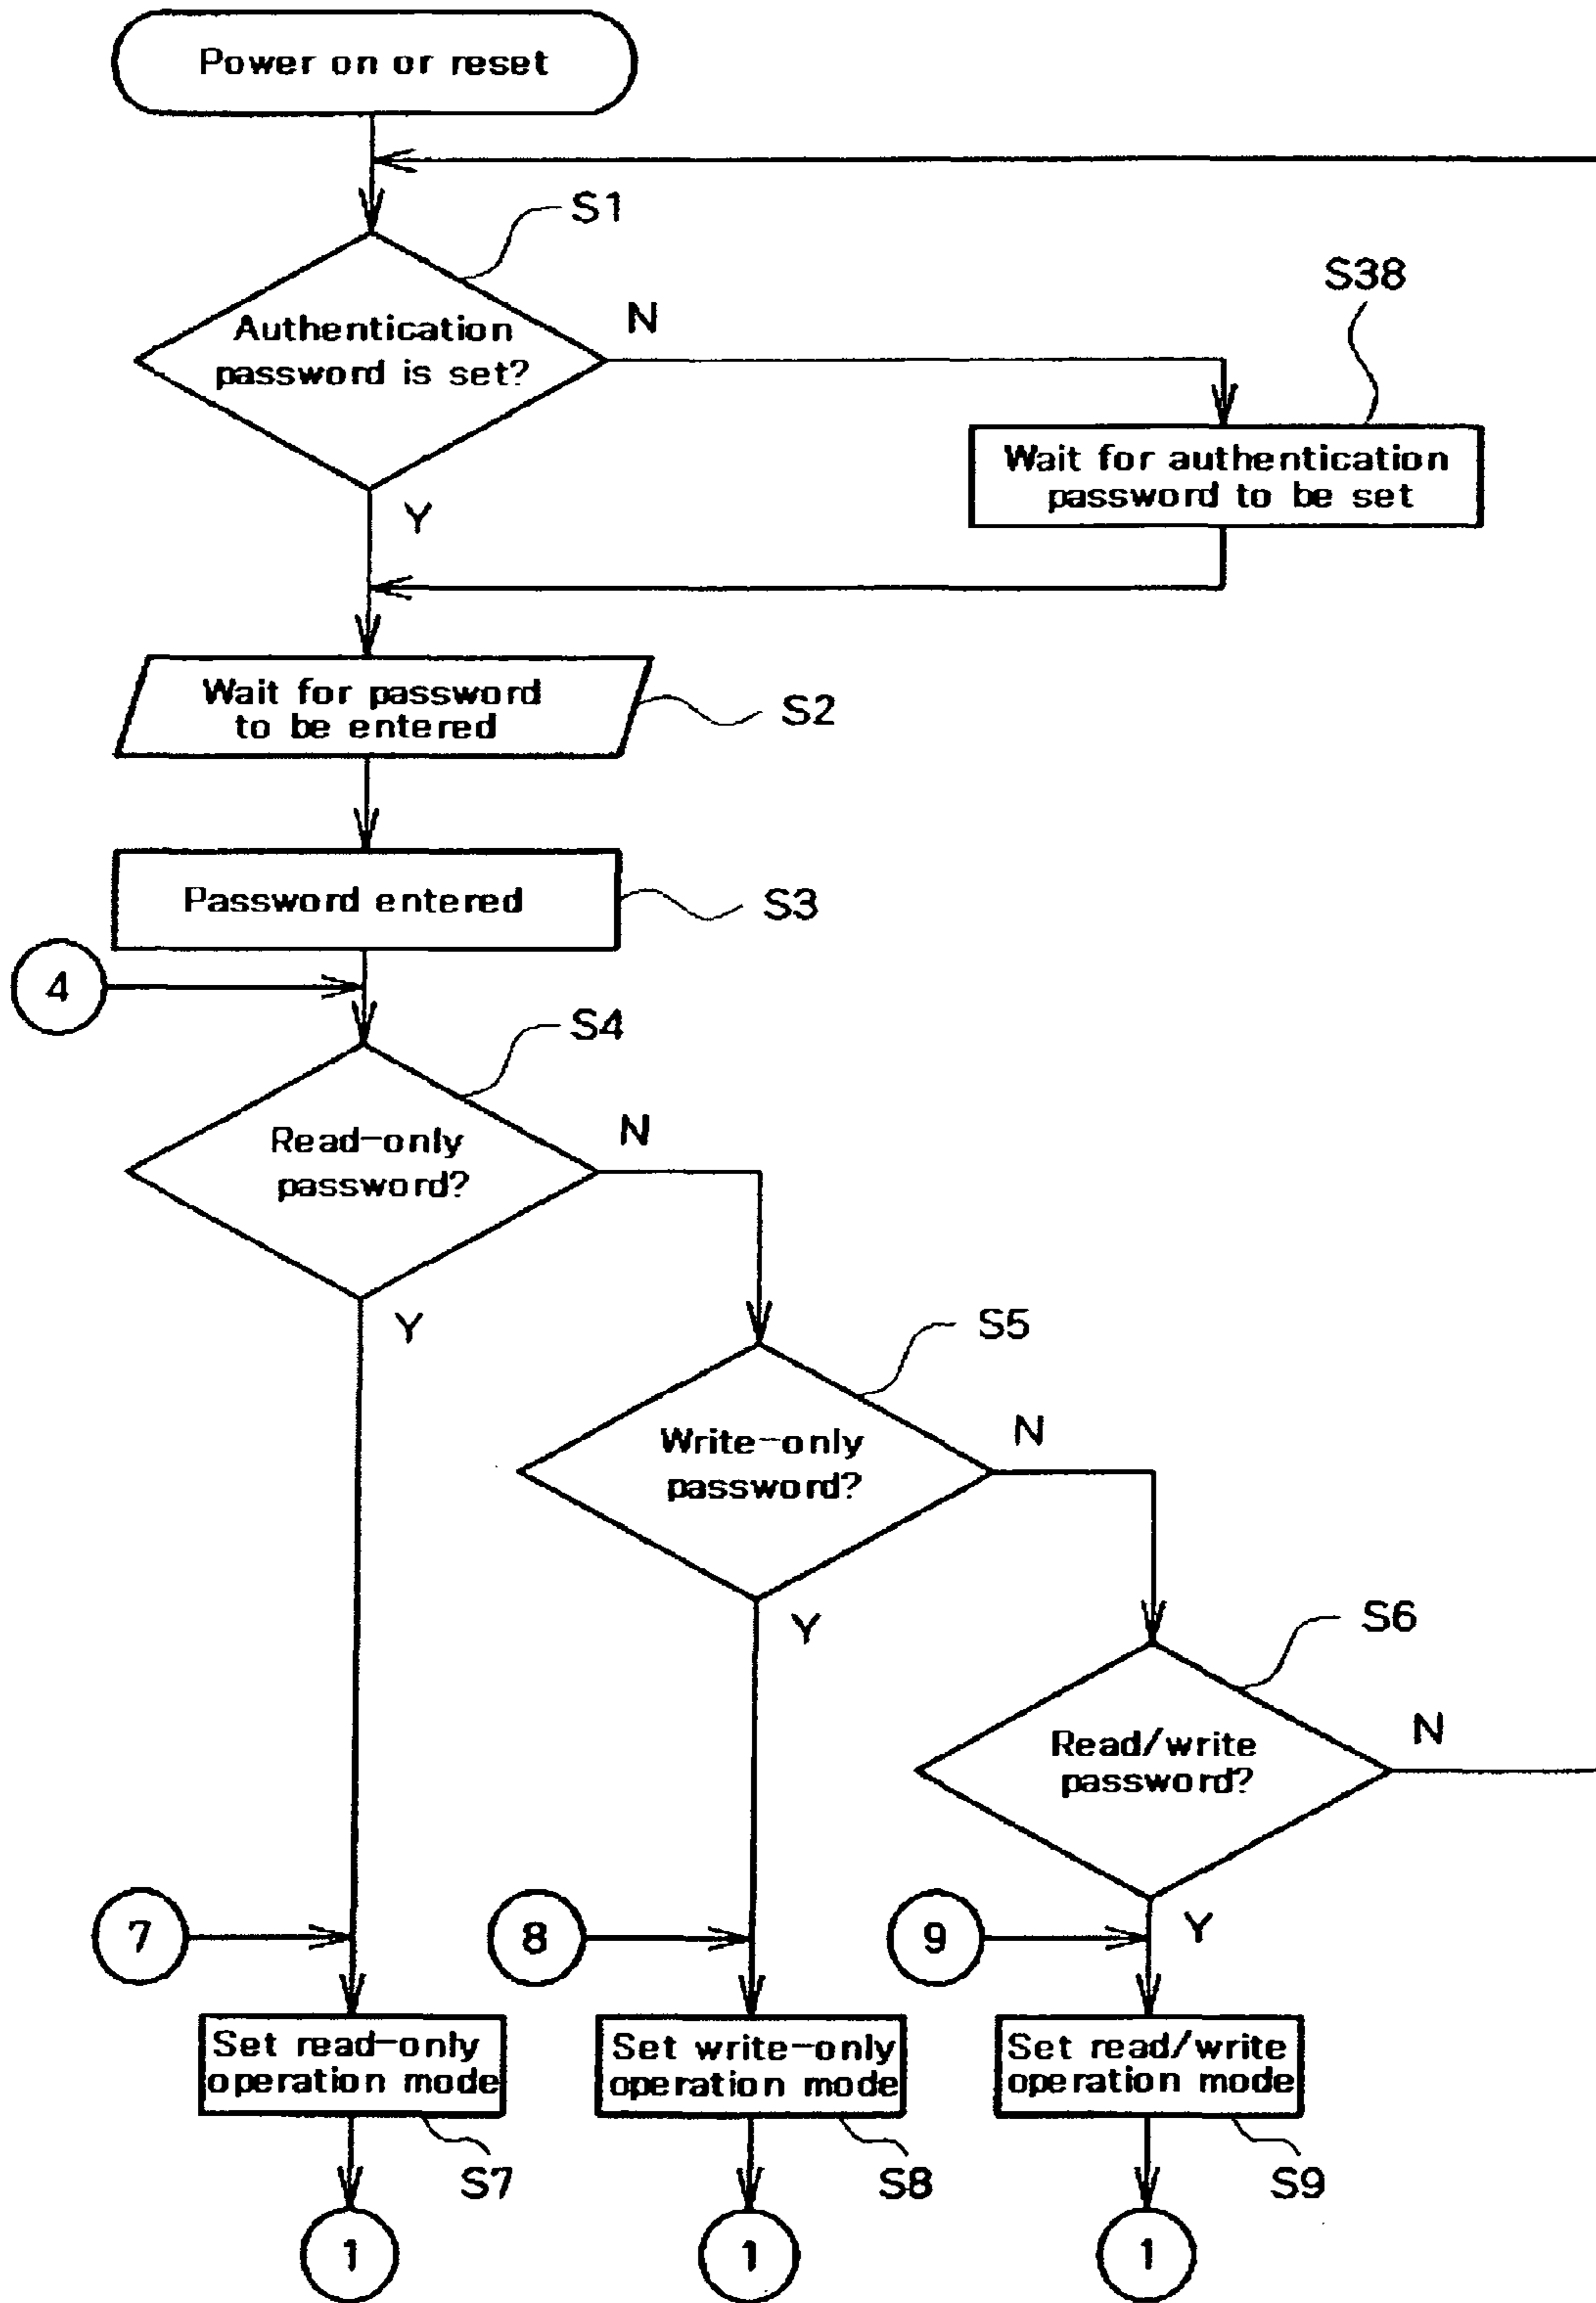 Power on or reset
S1
Authentication
password is set?
N
S38
Wait for authentication
password to be set
Y
Wait for password
to be entered
S2
Password entered
S3
4
S4
Read-only
password?
N
Y
S5
Write-only
password?
N
Y
S6
Read/write
password?
N
Y
7
8
9
Set read-only
operation mode
Set write-only
operation mode
Set read/write
operation mode
S7
S8
S9
1
1
1